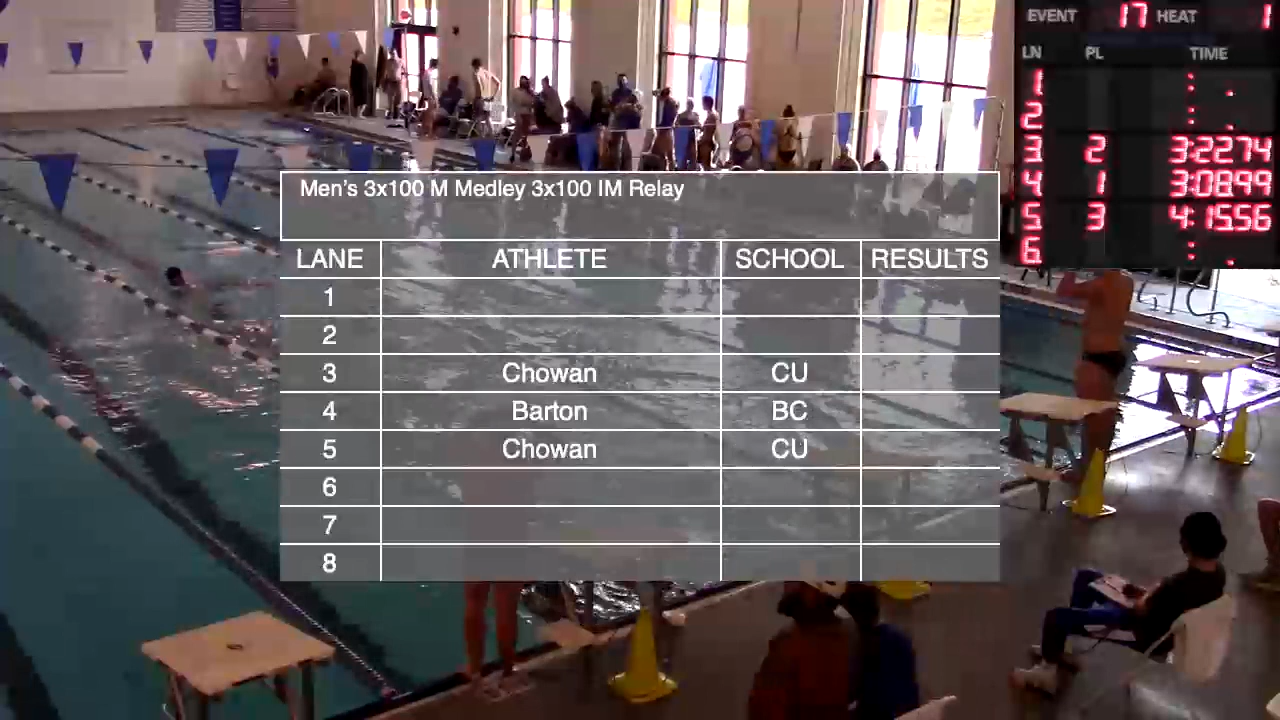 EVENT 17 HEAT 1
LN PL TIME
1 : .
2 : .
3 2 3:22.74
4 1 3:08.99
5 3 4:15.56
6 : .
Men's 3x100 M Medley 3x100 IM Relay
LANE ATHLETE SCHOOL RESULTS
1
2
3 Chowan CU
4 Barton BC
5 Chowan CU
6
7
8